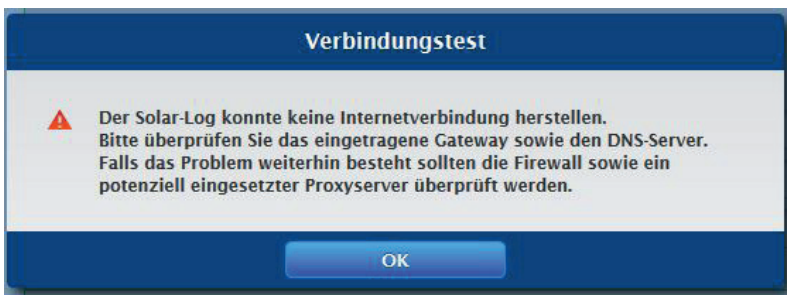 Verbindungstest
Der Solar-Log konnte keine Internetverbindung herstellen.
Bitte überprüfen Sie das eingetragene Gateway sowie den DNS-Server.
Falls das Problem weiterhin besteht sollten die Firewall sowie ein
potenziell eingesetzter Proxyserver überprüft werden.
OK